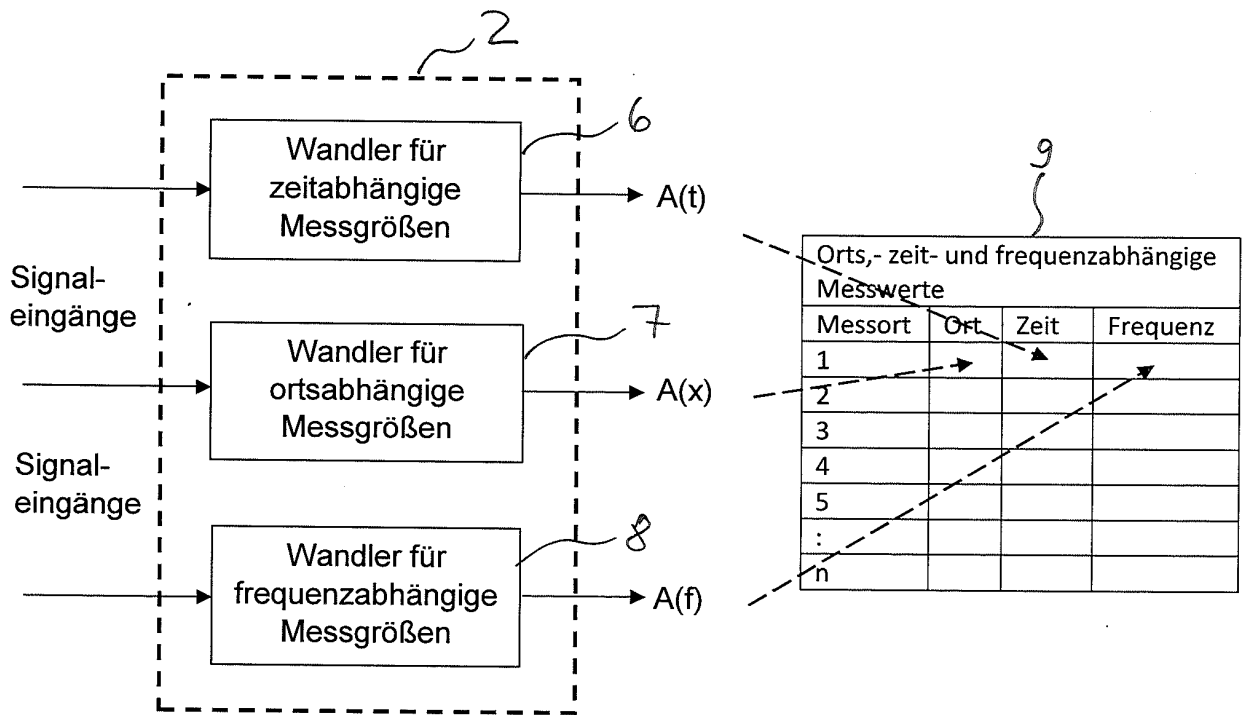 2
Wandler für
zeitabhängige
Messgrößen
6
A(t)
Signal-
eingänge
Wandler für
ortsabhängige
Messgrößen
7
A(x)
Signal-
eingänge
Wandler für
frequenzabhängige
Messgrößen
8
A(f)
9
Orts,- zeit- und frequenzabhängige
Messwerte
Messort Ort Zeit Frequenz
1
2
3
4
5
:
n